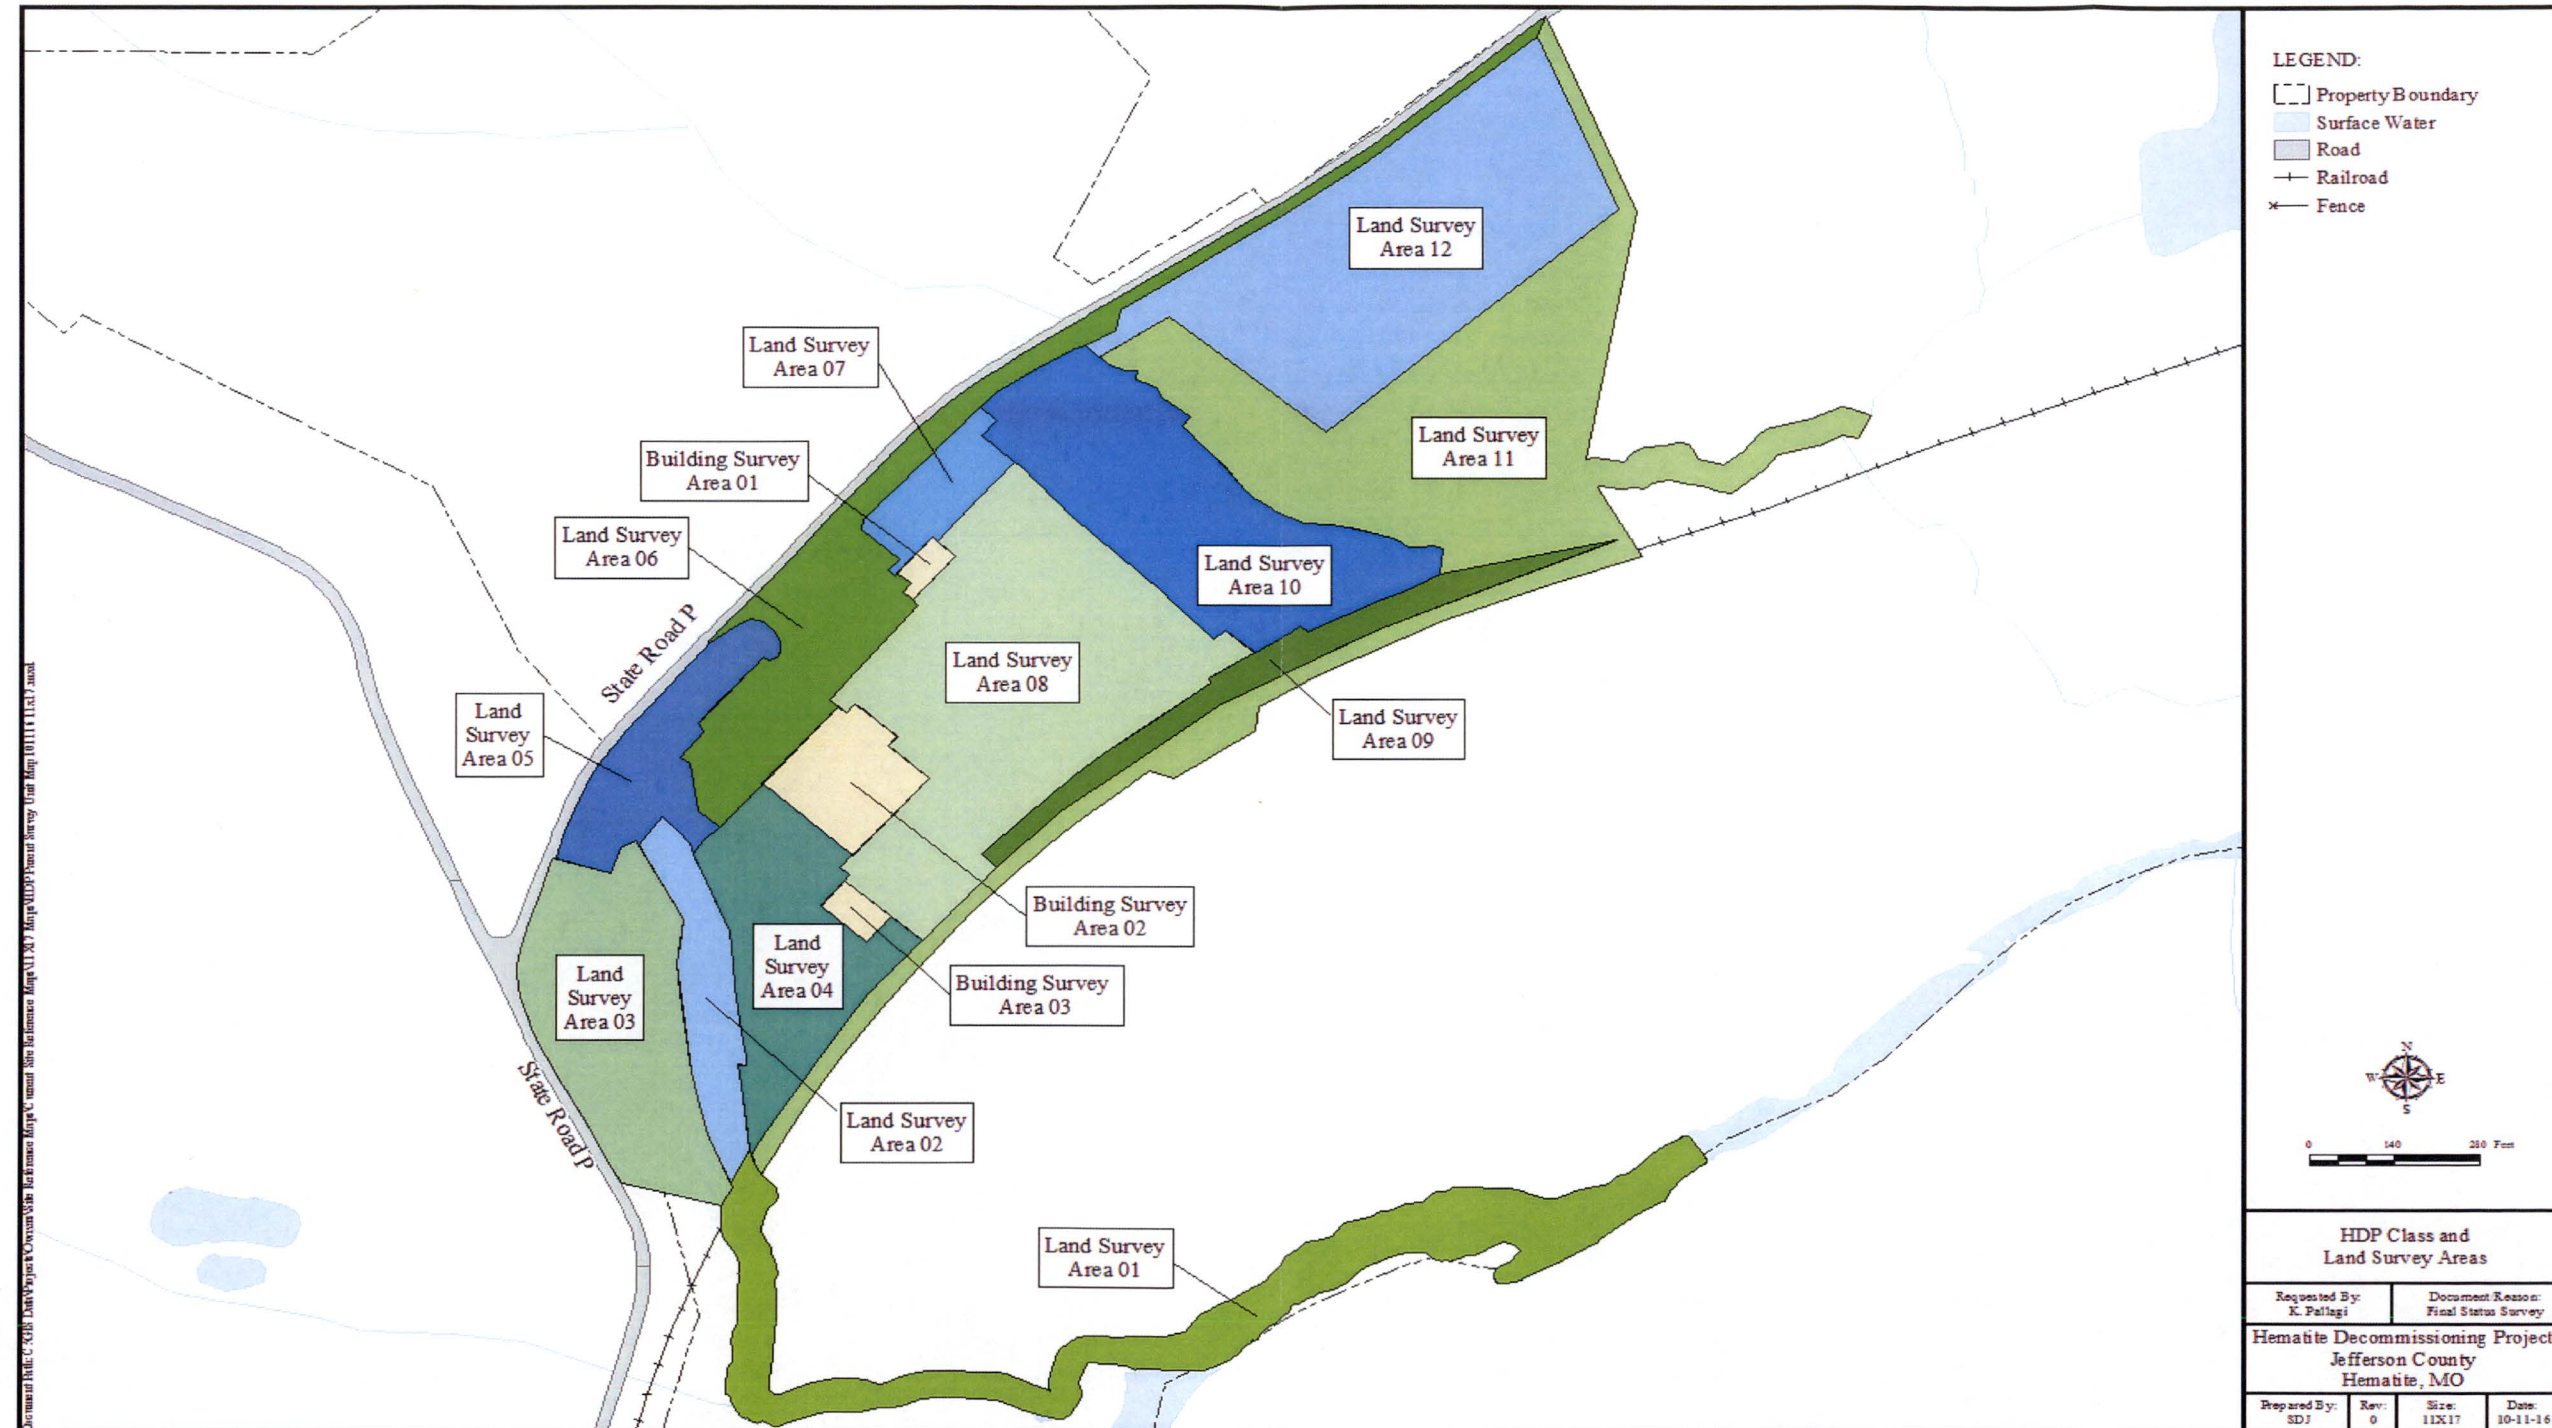 LEGEND:
Property Boundary
Surface Water
Road
Railroad
Fence
Land Survey
Area 12
Land Survey
Area 07
Land Survey
Area 11
Building Survey
Area 01
Land Survey
Area 06
Land Survey
Area 10
State Road P
Land Survey
Area 08
Land
Survey
Area 05
Land Survey
Area 09
Building Survey
Area 02
Land
Survey
Area 04
Land
Survey
Area 03
Building Survey
Area 03
State Road P
Land Survey
Area 02
Land Survey
Area 01
N
W E
S
0 140 280 Feet
HDP Class and
Land Survey Areas
Requested By:
K. Pallagi
Document Reason:
Final Status Survey
Hematite Decommissioning Project
Jefferson County
Hematite, MO
Prepared By:
SDJ
Rev:
0
Size:
11X17
Date:
10-11-16